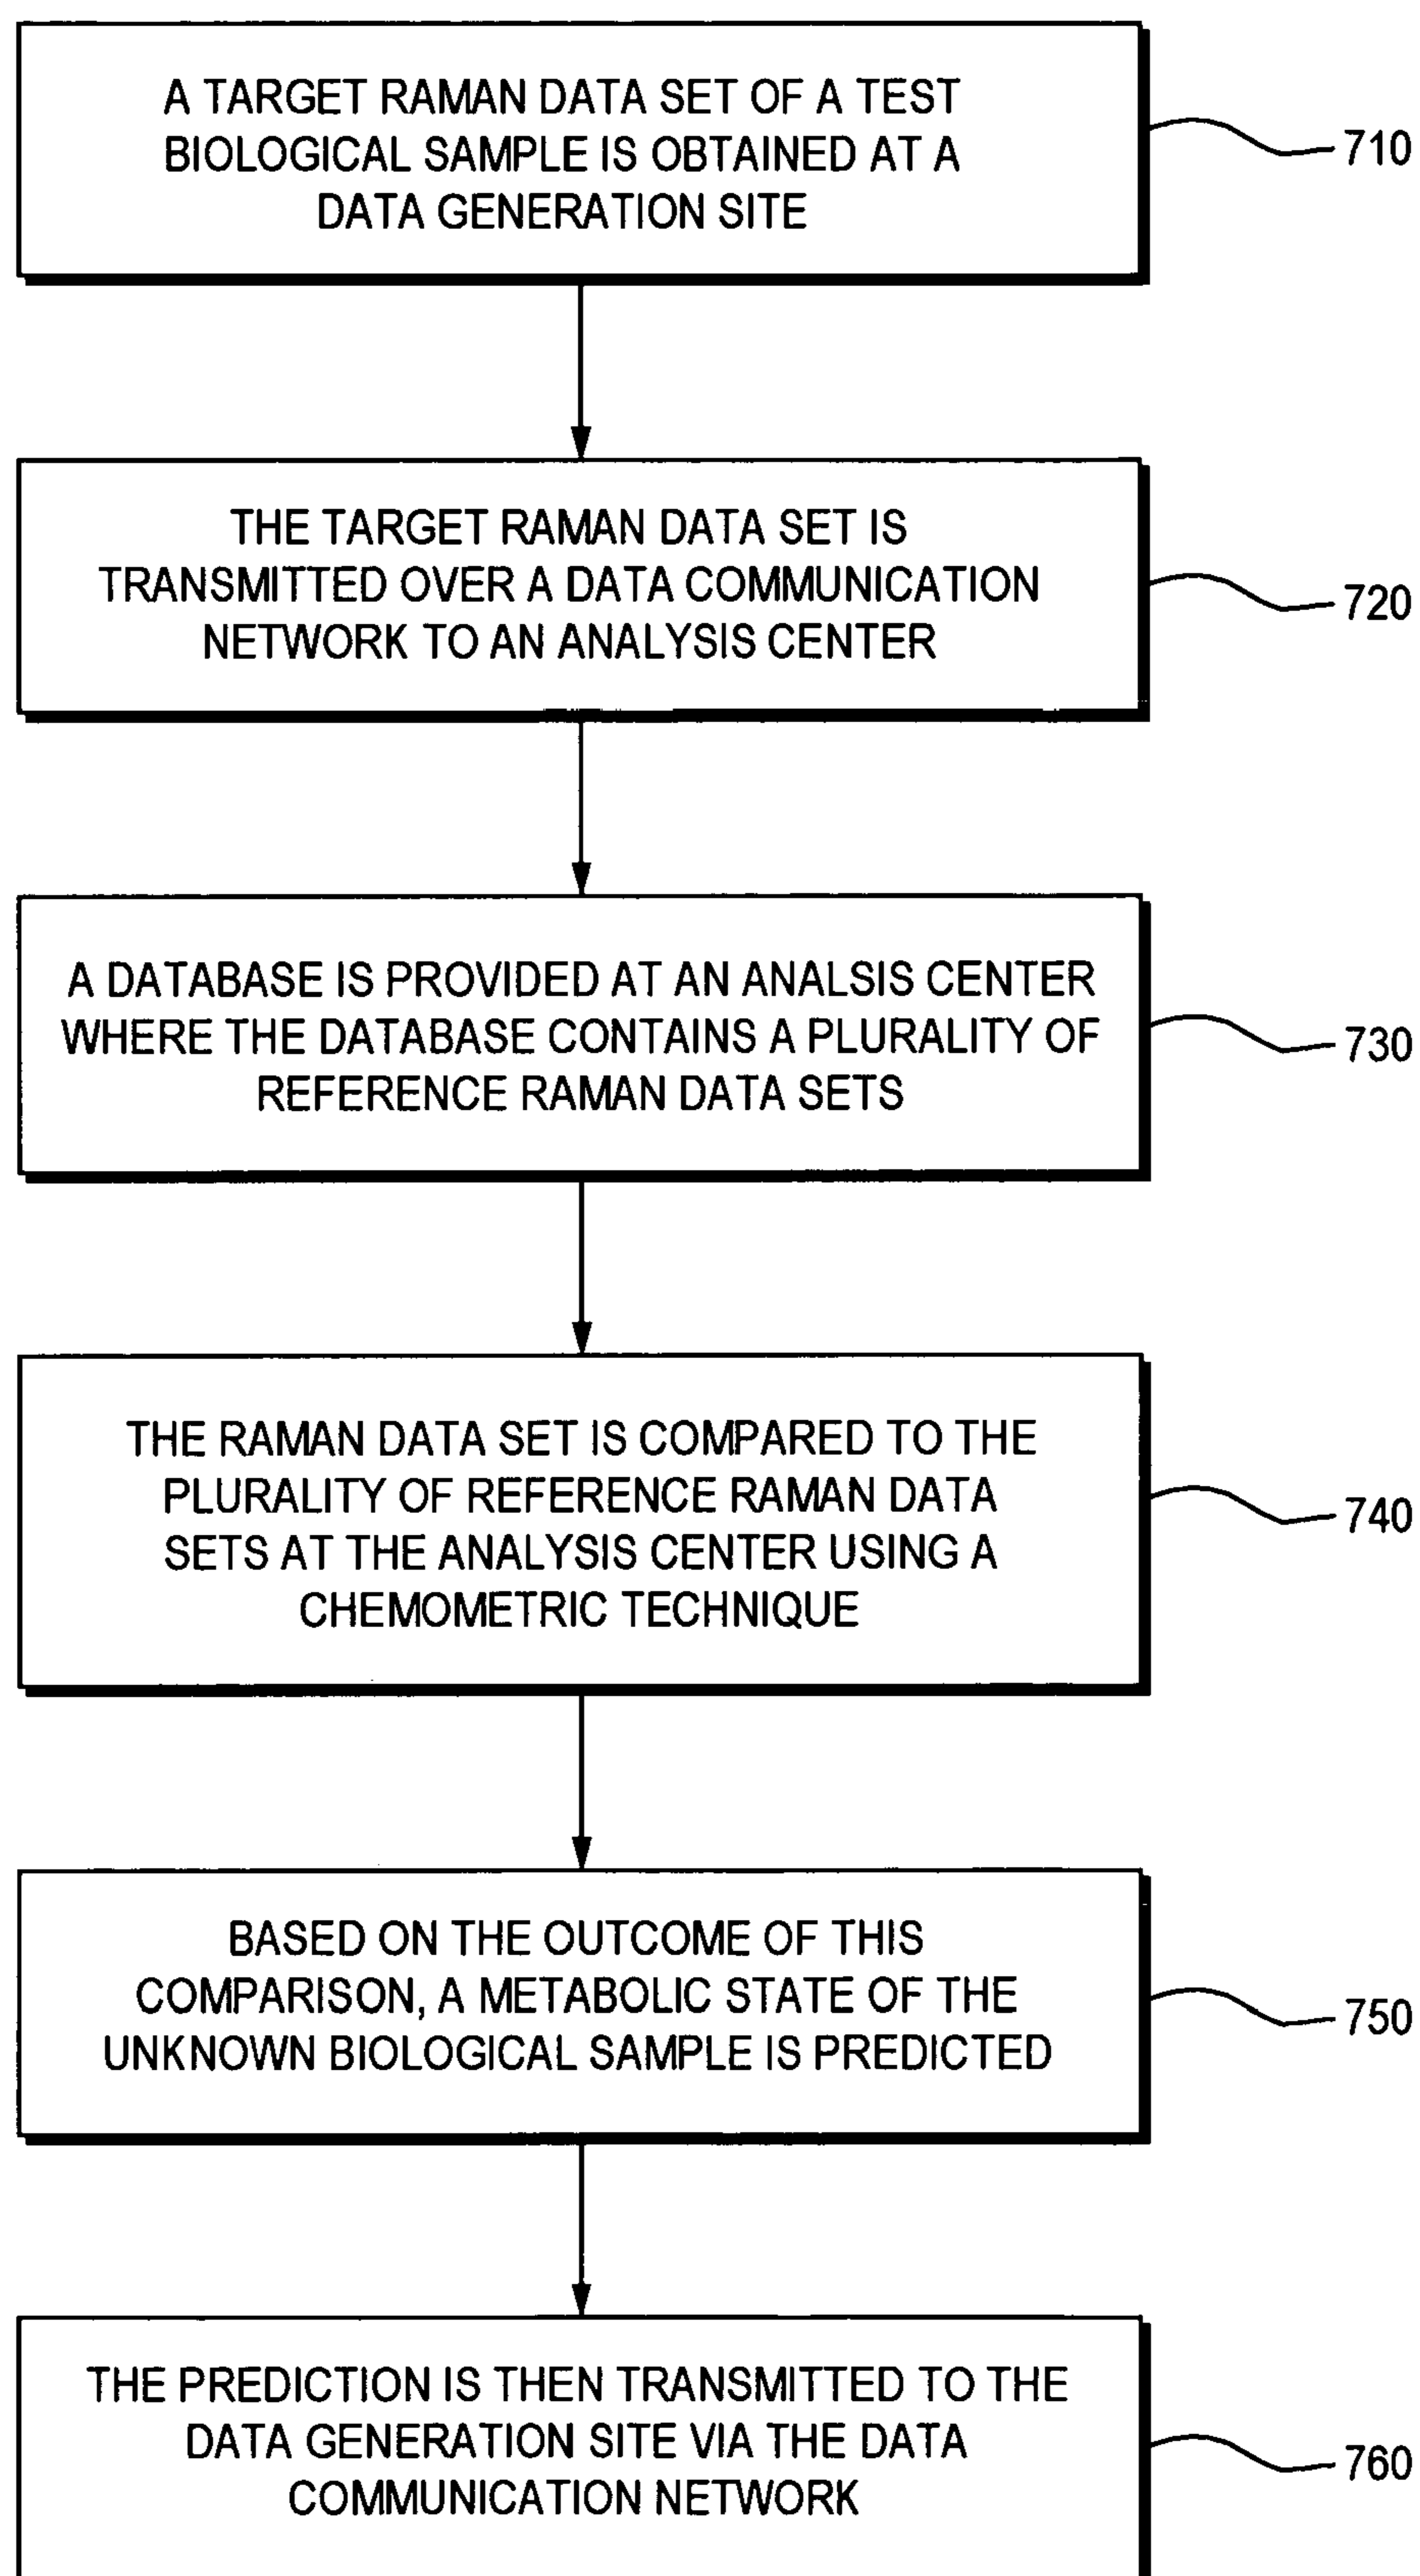 A TARGET RAMAN DATA SET OF A TEST
BIOLOGICAL SAMPLE IS OBTAINED AT A
DATA GENERATION SITE
710
THE TARGET RAMAN DATA SET IS
TRANSMITTED OVER A DATA COMMUNICATION
NETWORK TO AN ANALYSIS CENTER
720
A DATABASE IS PROVIDED AT AN ANALSIS CENTER
WHERE THE DATABASE CONTAINS A PLURALITY OF
REFERENCE RAMAN DATA SETS
730
THE RAMAN DATA SET IS COMPARED TO THE
PLURALITY OF REFERENCE RAMAN DATA
SETS AT THE ANALYSIS CENTER USING A
CHEMOMETRIC TECHNIQUE
740
BASED ON THE OUTCOME OF THIS
COMPARISON, A METABOLIC STATE OF THE
UNKNOWN BIOLOGICAL SAMPLE IS PREDICTED
750
THE PREDICTION IS THEN TRANSMITTED TO THE
DATA GENERATION SITE VIA THE DATA
COMMUNICATION NETWORK
760